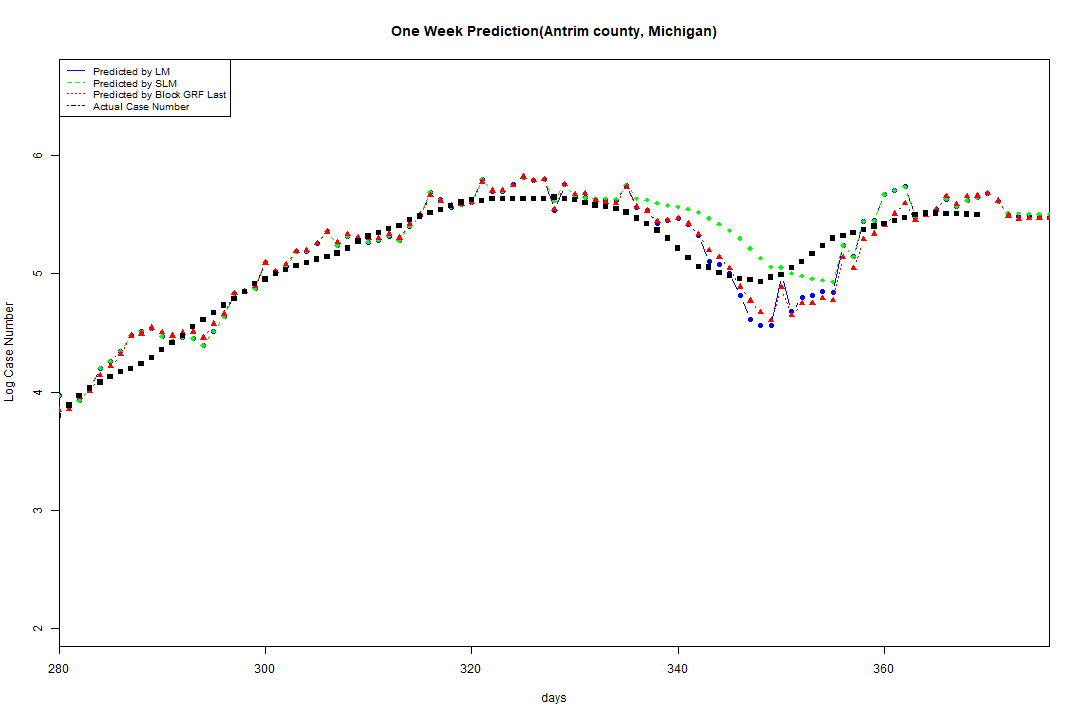 One Week Prediction(Antrim county, Michigan)
Predicted by LM
Predicted by SLM
Predicted by Block GRF Last
Actual Case Number
Log Case Number
6
5
4
3
2
280 300 320 340 360
days